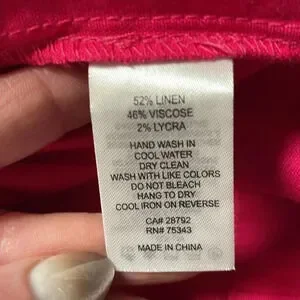 52% LINEN
46% VISCOSE
2% LYCRA
HAND WASH IN
COOL WATER
DRY CLEAN
WASH WITH LIKE COLORS
DO NOT BLEACH
HANG TO DRY
COOL IRON ON REVERSE
CA# 28792
RN# 75343
MADE IN CHINA